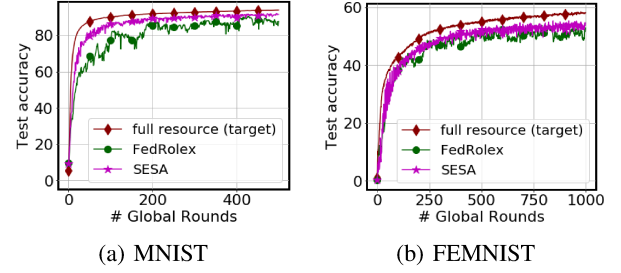 Test accuracy
80
60
40
20
0
full resource (target)
FedRolex
SESA
0 200 400
# Global Rounds
(a) MNIST
Test accuracy
60
40
20
0
full resource (target)
FedRolex
SESA
0 250 500 750 1000
# Global Rounds
(b) FEMNIST